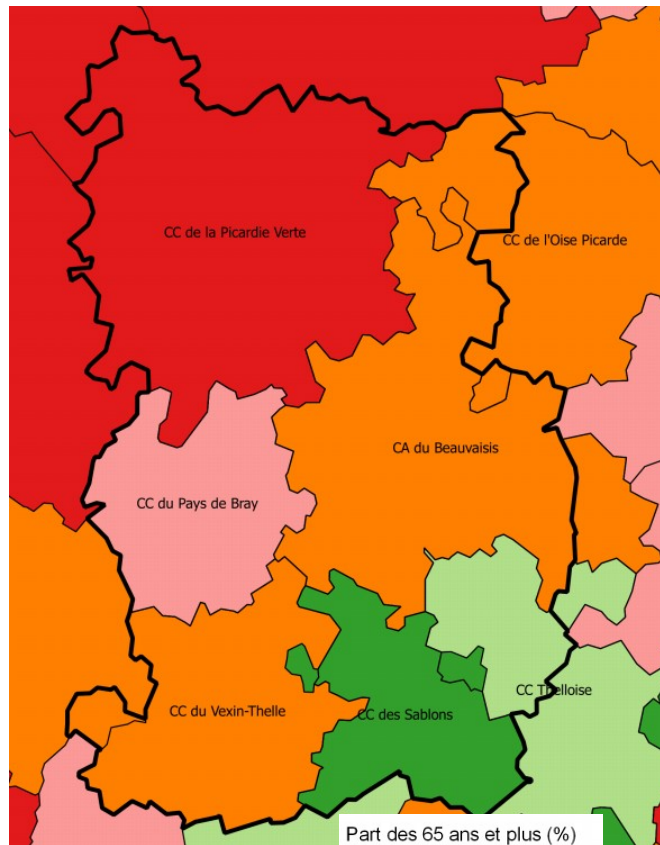 CC de la Picardie Verte
CC de l'Oise Picarde
CA du Beauvaisis
CC du Pays de Bray
CC Thelloise
CC du Vexin-Thelle
CC des Sablons
Part des 65 ans et plus (%)